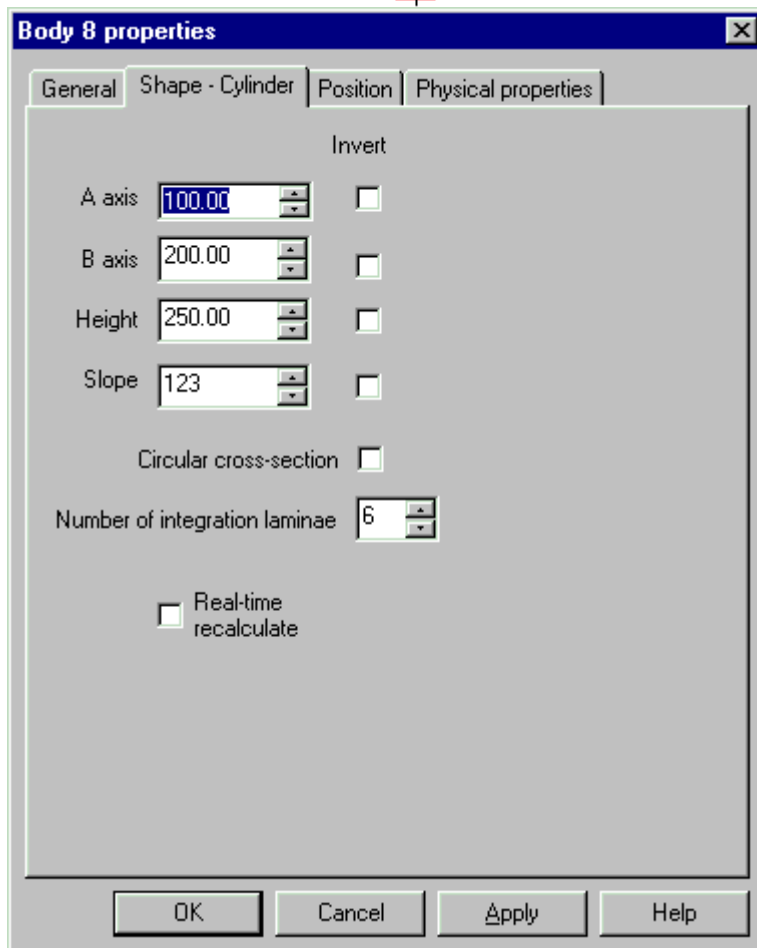 Body 8 properties
General Shape - Cylinder Position Physical properties
Invert
A axis 100.00
B axis 200.00
Height 250.00
Slope 123
Circular cross-section
Number of integration laminae 6
Real-time
recalculate
OK Cancel Apply Help